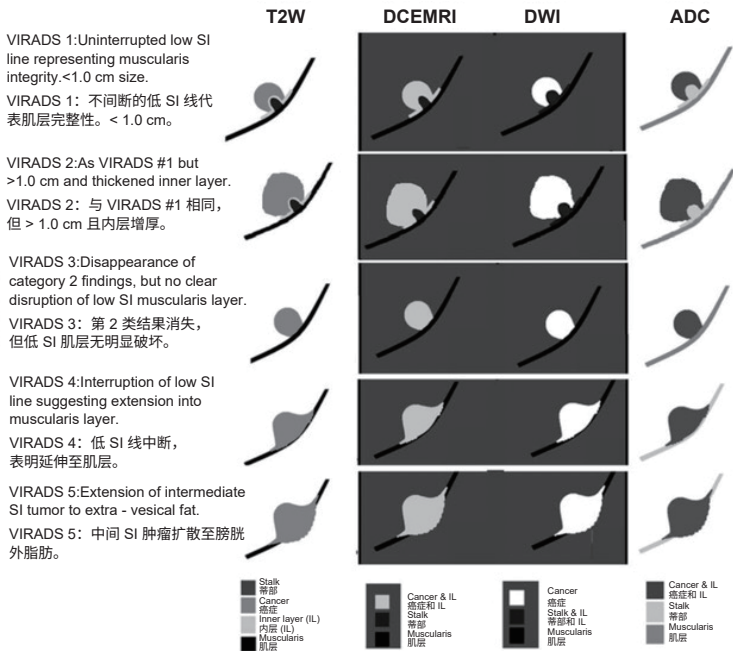 T2W DCEMRI DWI ADC
VIRADS 1:Uninterrupted low SI
line representing muscularis
integrity.<1.0 cm size.
VIRADS 1：不间断的低 SI 线代
表肌层完整性。< 1.0 cm。
VIRADS 2:As VIRADS #1 but
>1.0 cm and thickened inner layer.
VIRADS 2：与 VIRADS #1 相同，
但 > 1.0 cm 且内层增厚。
VIRADS 3:Disappearance of
category 2 findings, but no clear
disruption of low SI muscularis layer.
VIRADS 3：第 2 类结果消失，
但低 SI 肌层无明显破坏。
VIRADS 4:Interruption of low SI
line suggesting extension into
muscularis layer.
VIRADS 4：低 SI 线中断，
表明延伸至肌层。
VIRADS 5:Extension of intermediate
SI tumor to extra - vesical fat.
VIRADS 5：中间 SI 肿瘤扩散至膀胱
外脂肪。
Stalk
蒂部
Cancer
癌症
Inner layer (IL)
内层 (IL)
Muscularis
肌层
Cancer & IL
癌症和 IL
Stalk
蒂部
Muscularis
肌层
Cancer
癌症
Stalk & IL
蒂部和 IL
Muscularis
肌层
Cancer & IL
癌症和 IL
Stalk
蒂部
Muscularis
肌层